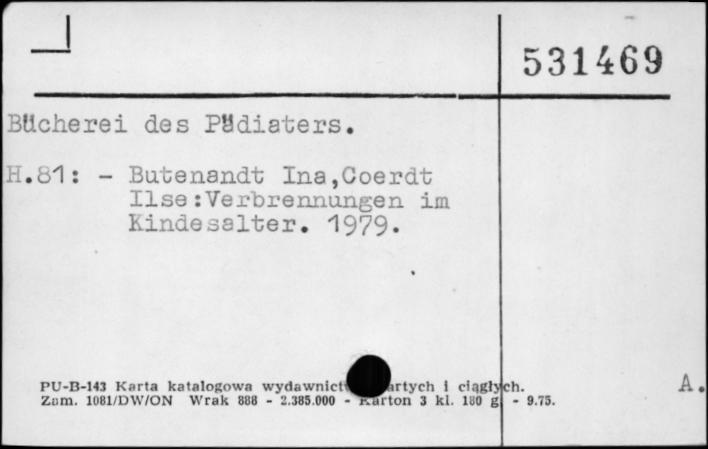 531469
Bücherei des Pädiaters.
H.81: - Butenandt Ina,Coerdt
Ilse:Verbrennungen im
Kindesalter. 1979.
PU-B-143 Karta katalogowa wydawnict artych i ciągłych.
Zam. 1081/DW/ON Wrak 888 - 2.385.000 - Karton 3 kl. 180 g. - 9.75.
A.